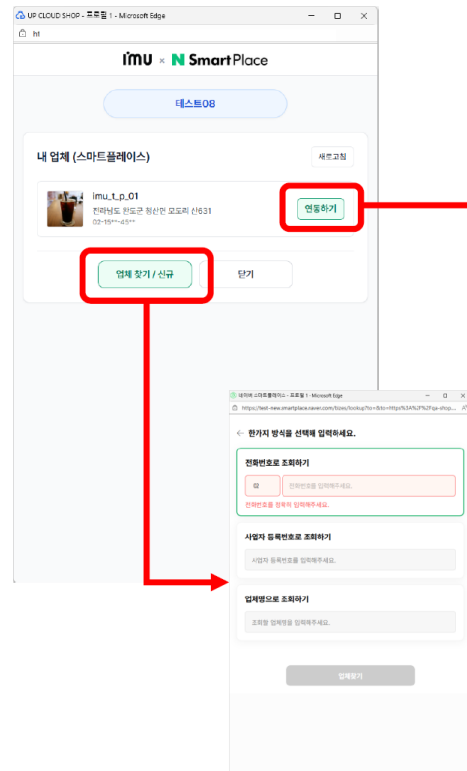 UP CLOUD SHOP - 프로필 1 - Microsoft Edge
ht
imu × N SmartPlace
테스트08
내 업체 (스마트플레이스)
새로고침
imu_t_p_01
전라남도 완도군 청산면 모도리 산631
02-15**-45**
연동하기
업체 찾기 / 신규
닫기
네이버 스마트플레이스 - 프로필 1 - Microsoft Edge
← 한가지 방식을 선택해 입력하세요.
전화번호로 조회하기
전화번호를 입력해주세요.
전화번호를 정확히 입력해주세요.
사업자 등록번호로 조회하기
사업자 등록번호를 입력해주세요.
업체명으로 조회하기
조회할 업체명을 입력해주세요.
업체찾기